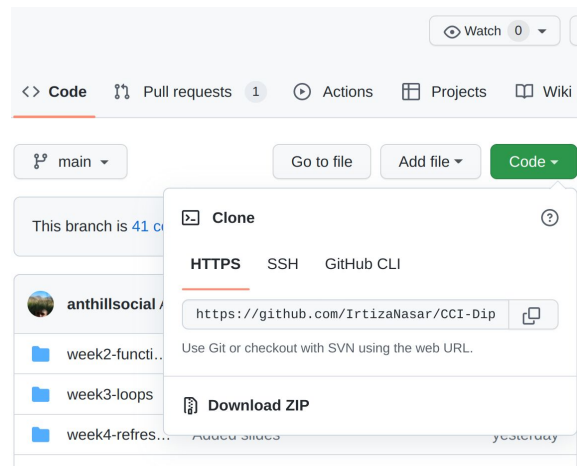 Watch 0
Code Pull requests 1 Actions Projects Wiki
main Go to file Add file Code
This branch is 41 co
Clone
HTTPS SSH GitHub CLI
https://github.com/IrtizaNasar/CCI-Dip
Use Git or checkout with SVN using the web URL.
Download ZIP
anthillsocial
week2-functi...
week3-loops
week4-refres... Added slides yesterday